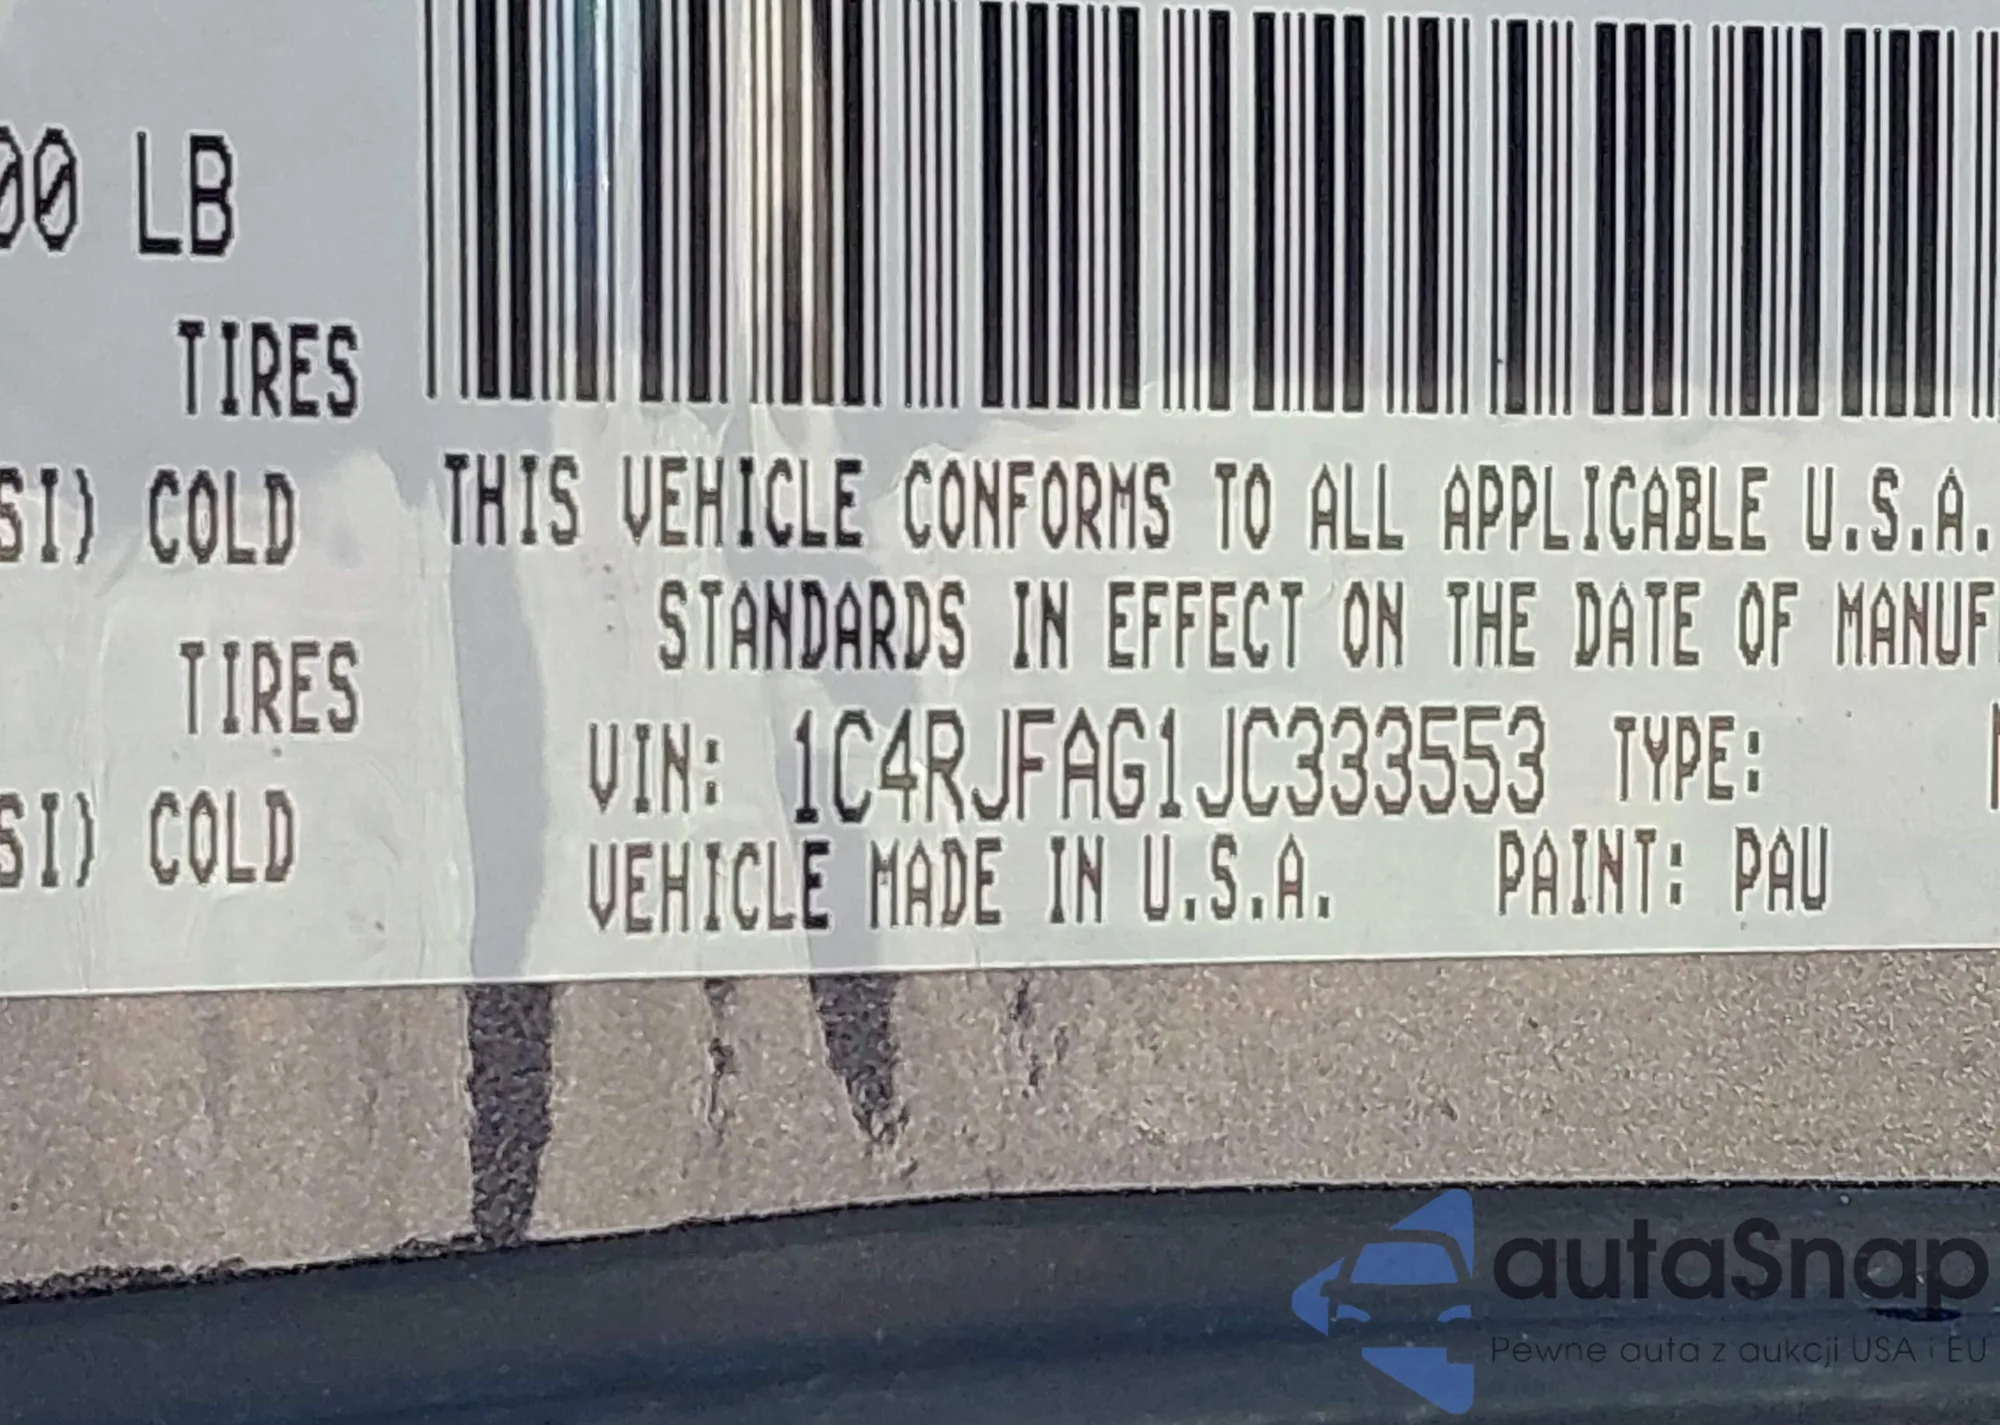 00 LB
TIRES
SI) COLD
TIRES
SI) COLD
THIS VEHICLE CONFORMS TO ALL APPLICABLE U.S.A.
STANDARDS IN EFFECT ON THE DATE OF MANUF
VIN: 1C4RJFAG1JC333553 TYPE:
VEHICLE MADE IN U.S.A. PAINT: PAU
autaSnap
Pewne auta z aukcji USA i EU